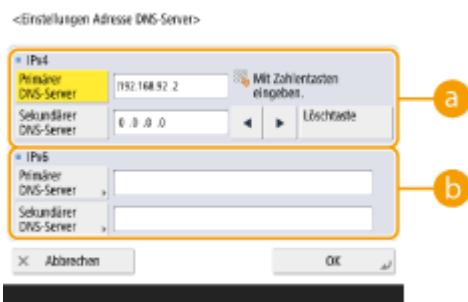 <Einstellungen Adresse DNS-Server>
IPv4
Primärer
DNS-Server
192.168.92 .2
Mit Zahlentasten
eingeben.
Sekundärer
DNS-Server
0 .0 .0 .0
Löschtaste
a
IPv6
Primärer
DNS-Server
Sekundärer
DNS-Server
b
Abbrechen
OK